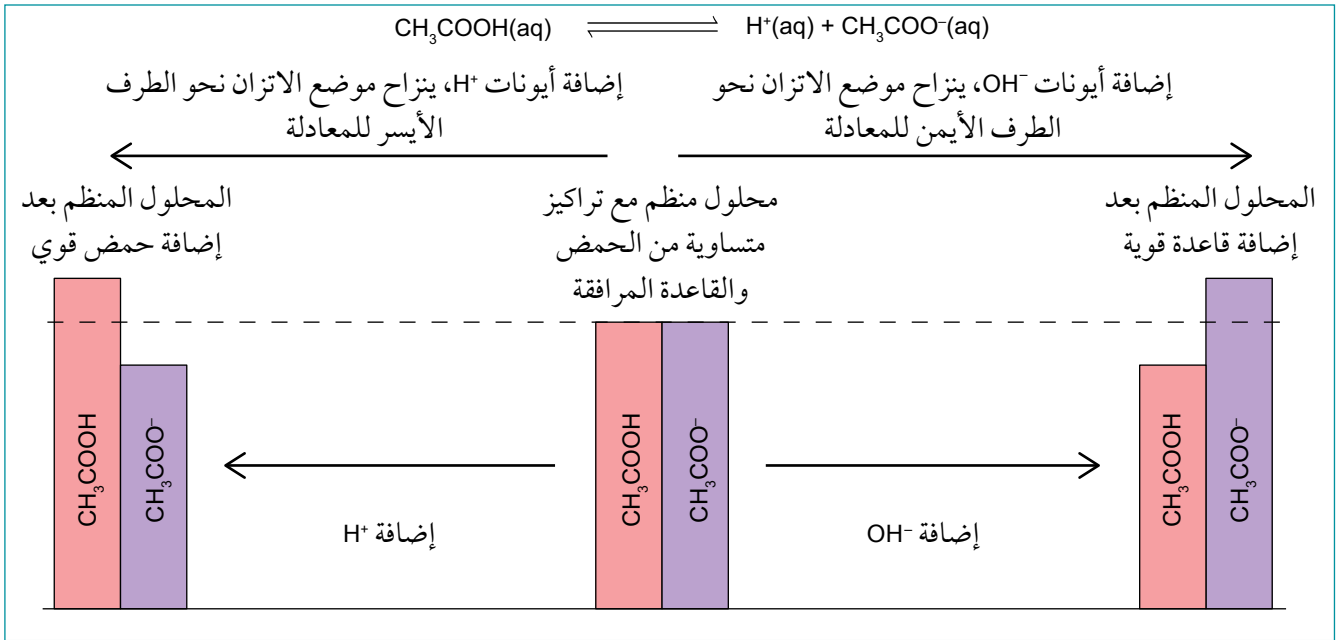 CH₃COOH(aq) ⇌ H⁺(aq) + CH₃COO⁻(aq)
إضافة أيونات OH⁻، ينزاح موضع الاتزان نحو
الطرف الأيمن للمعادلة
إضافة أيونات H⁺، ينزاح موضع الاتزان نحو الطرف
الأيسر للمعادلة
المحلول المنظم بعد
إضافة قاعدة قوية
محلول منظم مع تراكيز
متساوية من الحمض
والقاعدة المرافقة
المحلول المنظم بعد
إضافة حمض قوي
CH₃COOH
CH₃COO⁻
إضافة OH⁻
CH₃COOH
CH₃COO⁻
إضافة H⁺
CH₃COOH
CH₃COO⁻